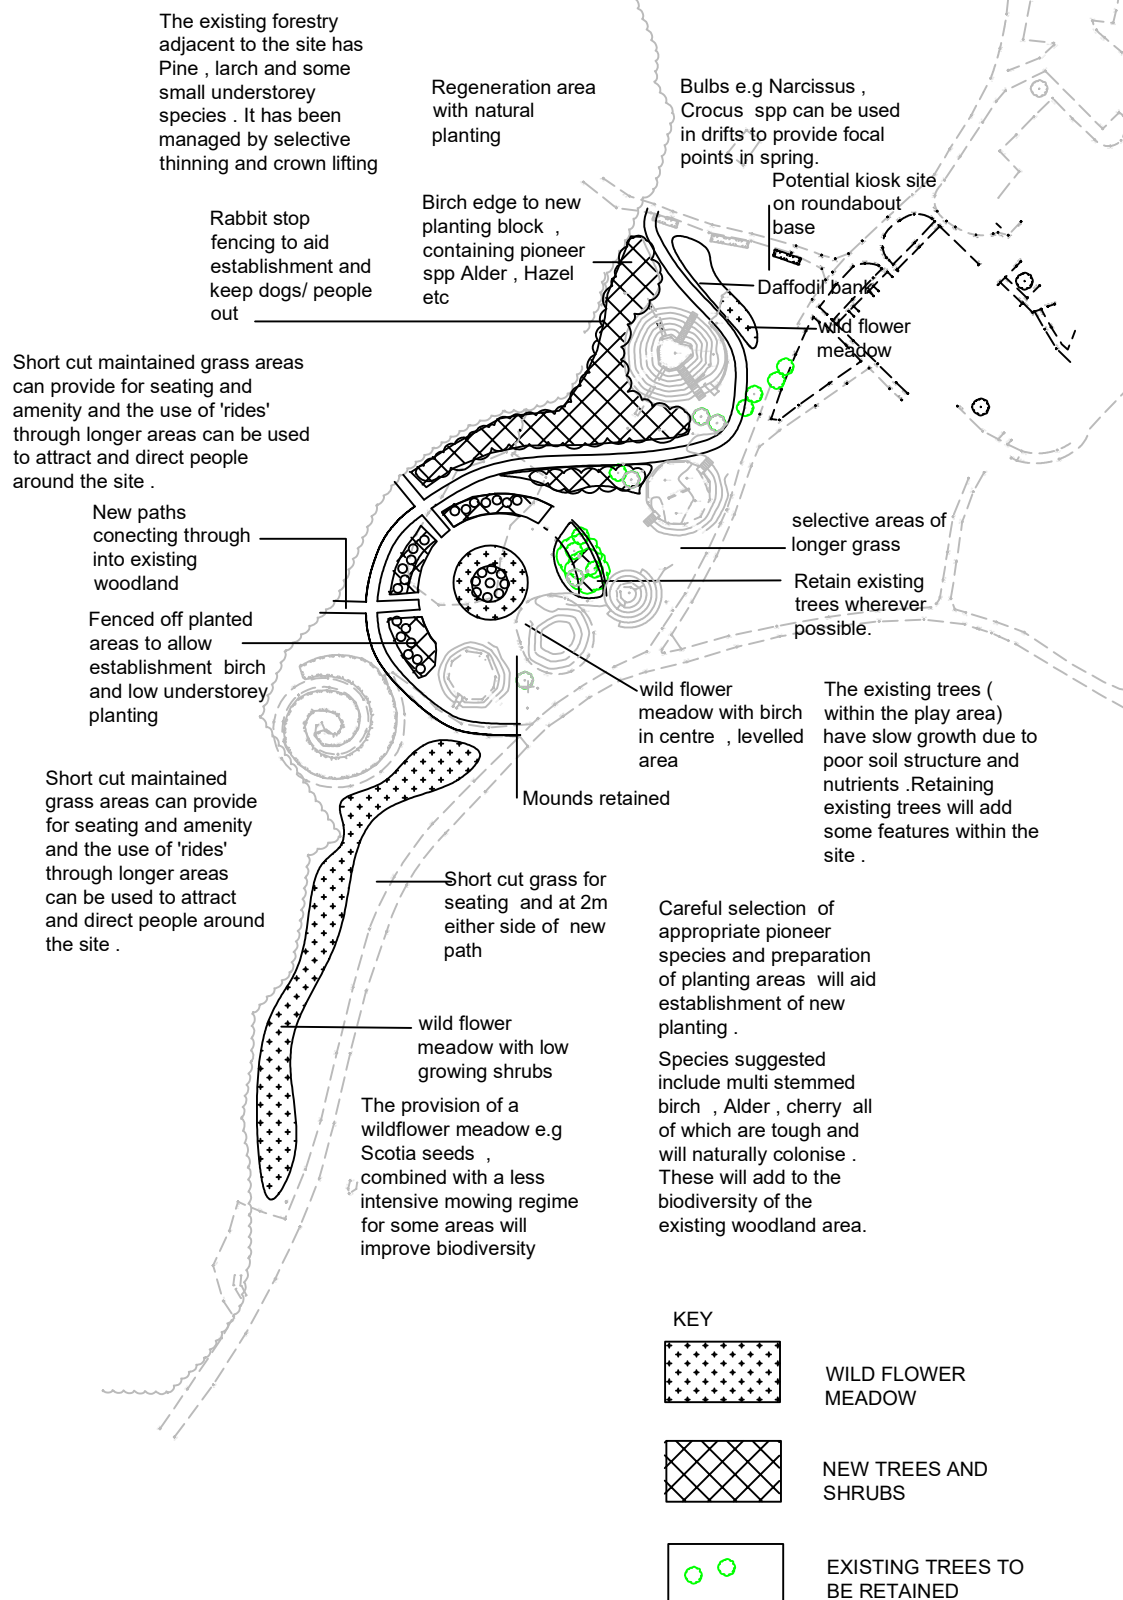 The existing forestry
adjacent to the site has
Pine , larch and some
small understorey
species . It has been
managed by selective
thinning and crown lifting
Regeneration area
with natural
planting
Bulbs e.g Narcissus ,
Crocus spp can be used
in drifts to provide focal
points in spring.
Potential kiosk site
on roundabout
base
Rabbit stop
fencing to aid
establishment and
keep dogs/ people
out
Birch edge to new
planting block ,
containing pioneer
spp Alder , Hazel
etc
Daffodil bank
wild flower
meadow
Short cut maintained grass areas
can provide for seating and
amenity and the use of 'rides'
through longer areas can be used
to attract and direct people
around the site .
New paths
conecting through
into existing
woodland
selective areas of
longer grass
Retain existing
trees wherever
possible.
Fenced off planted
areas to allow
establishment birch
and low understorey
planting
wild flower
meadow with birch
in centre , levelled
area
The existing trees (
within the play area)
have slow growth due to
poor soil structure and
nutrients .Retaining
existing trees will add
some features within the
site .
Mounds retained
Short cut maintained
grass areas can provide
for seating and amenity
and the use of 'rides'
through longer areas
can be used to attract
and direct people around
the site .
Short cut grass for
seating and at 2m
either side of new
path
Careful selection of
appropriate pioneer
species and preparation
of planting areas will aid
establishment of new
planting .
wild flower
meadow with low
growing shrubs
Species suggested
include multi stemmed
birch , Alder , cherry all
of which are tough and
will naturally colonise .
These will add to the
biodiversity of the
existing woodland area.
The provision of a
wildflower meadow e.g
Scotia seeds ,
combined with a less
intensive mowing regime
for some areas will
improve biodiversity
KEY
WILD FLOWER
MEADOW
NEW TREES AND
SHRUBS
EXISTING TREES TO
BE RETAINED